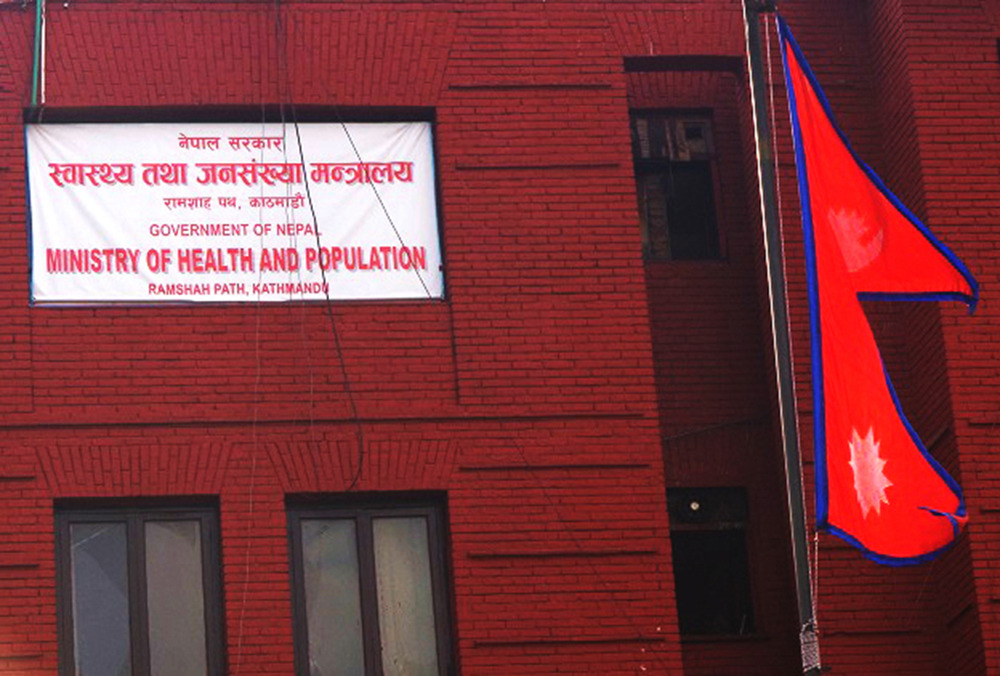 नेपाल सरकार
स्वास्थ्य तथा जनसंख्या मन्त्रालय
रामशाह पथ, काठमाडौं
GOVERNMENT OF NEPAL
MINISTRY OF HEALTH AND POPULATION
RAMSHAH PATH, KATHMANDU